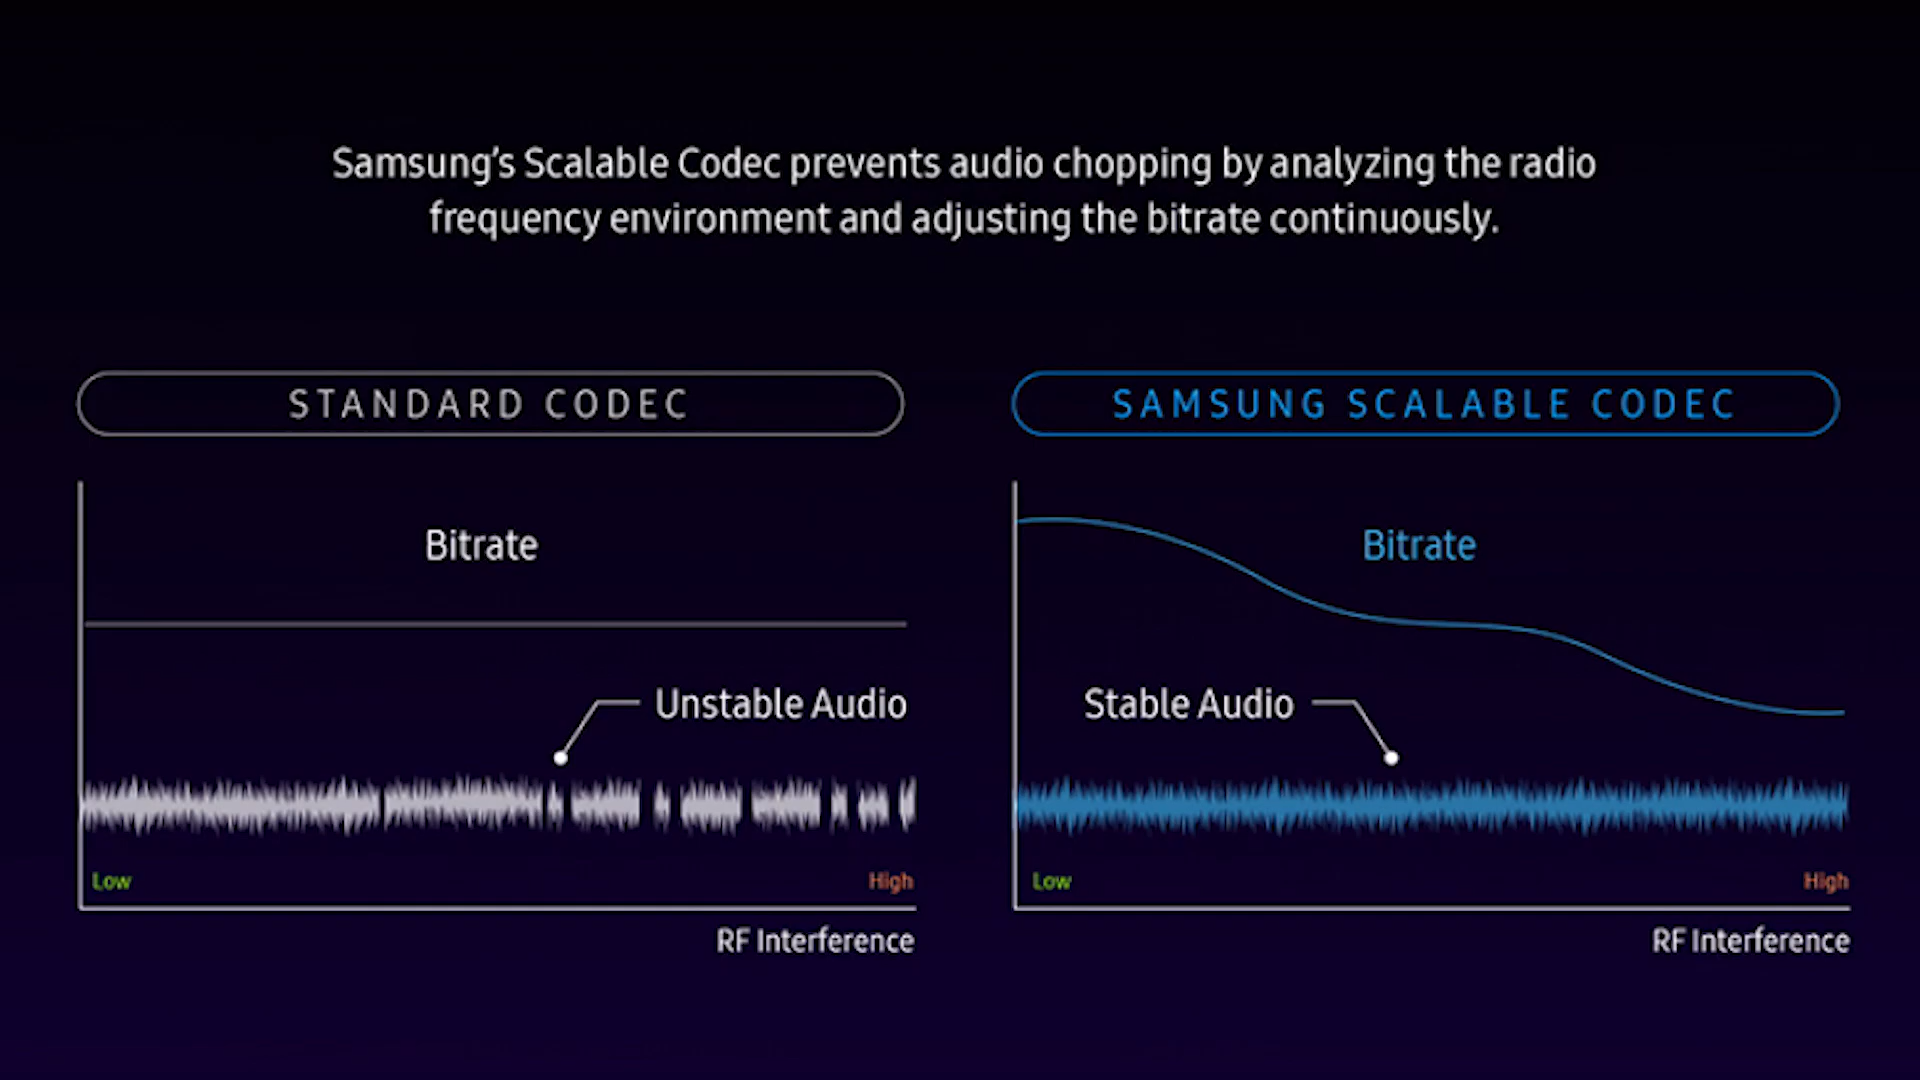 Samsung’s Scalable Codec prevents audio chopping by analyzing the radio
frequency environment and adjusting the bitrate continuously.
STANDARD CODEC
Bitrate
Unstable Audio
Low
High
RF Interference
SAMSUNG SCALABLE CODEC
Bitrate
Stable Audio
Low
High
RF Interference